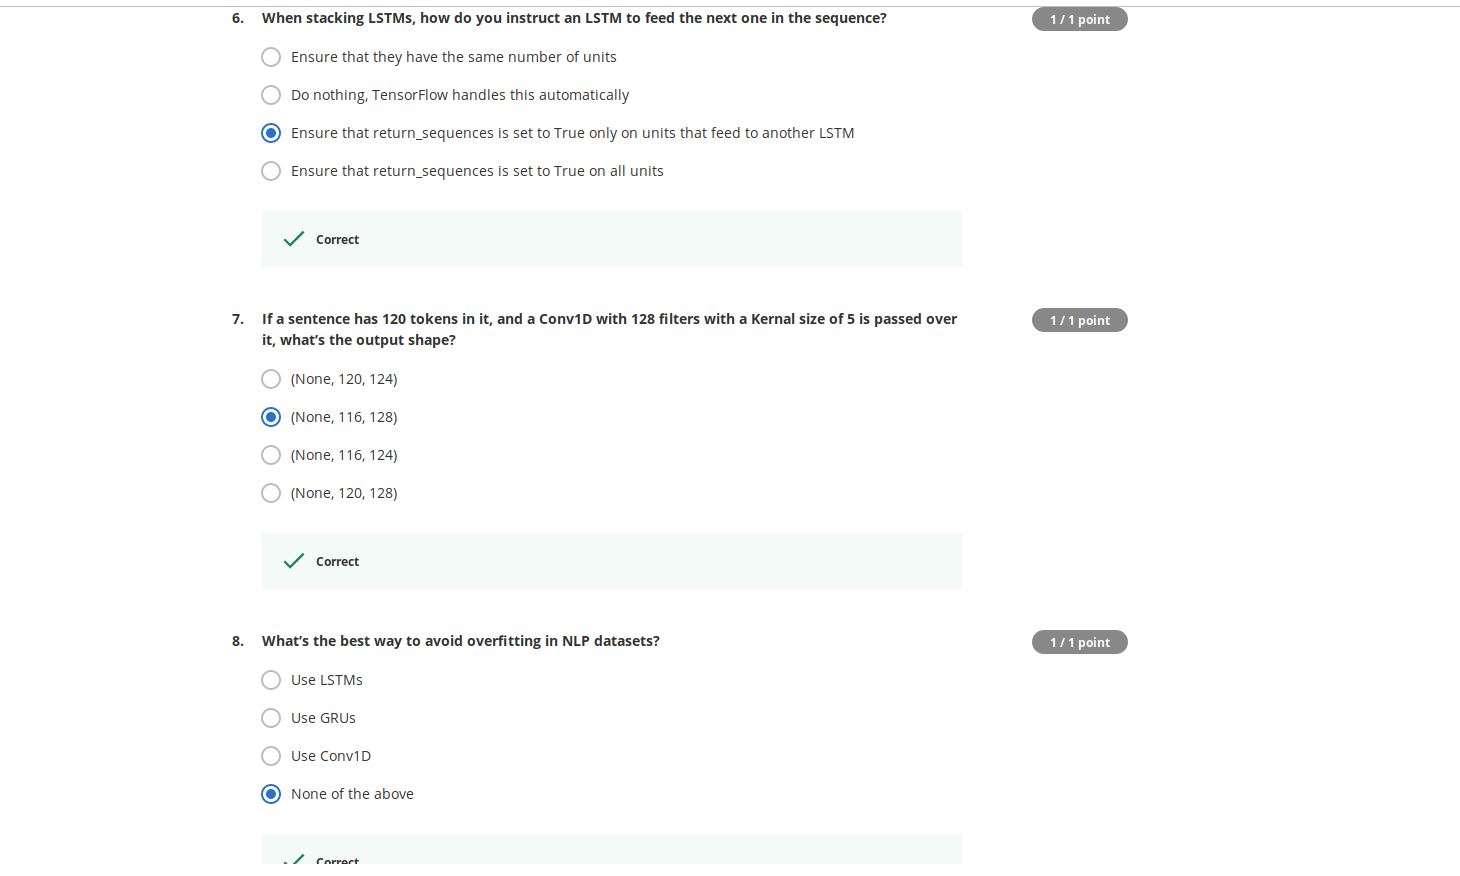 6. When stacking LSTMs, how do you instruct an LSTM to feed the next one in the sequence?
1 / 1 point
Ensure that they have the same number of units
Do nothing, TensorFlow handles this automatically
Ensure that return_sequences is set to True only on units that feed to another LSTM
Ensure that return_sequences is set to True on all units
Correct
7. If a sentence has 120 tokens in it, and a Conv1D with 128 filters with a Kernal size of 5 is passed over
it, what’s the output shape?
1 / 1 point
(None, 120, 124)
(None, 116, 128)
(None, 116, 124)
(None, 120, 128)
Correct
8. What’s the best way to avoid overfitting in NLP datasets?
1 / 1 point
Use LSTMs
Use GRUs
Use Conv1D
None of the above
Correct